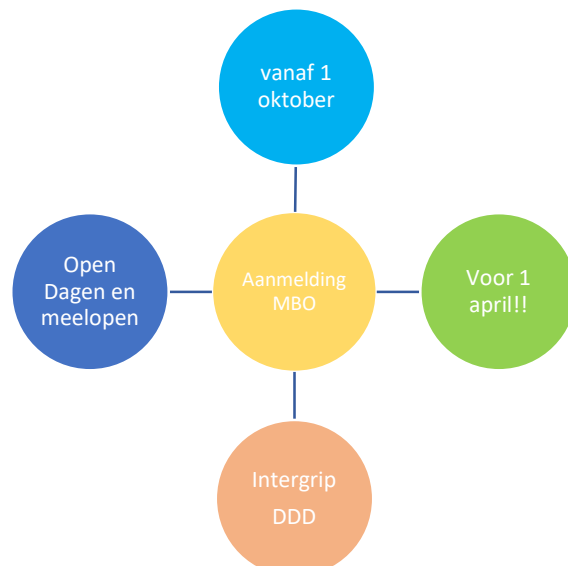 vanaf 1
oktober
Open
Dagen en
meelopen
Aanmelding
MBO
Voor 1
april!!
Intergrip
DDD